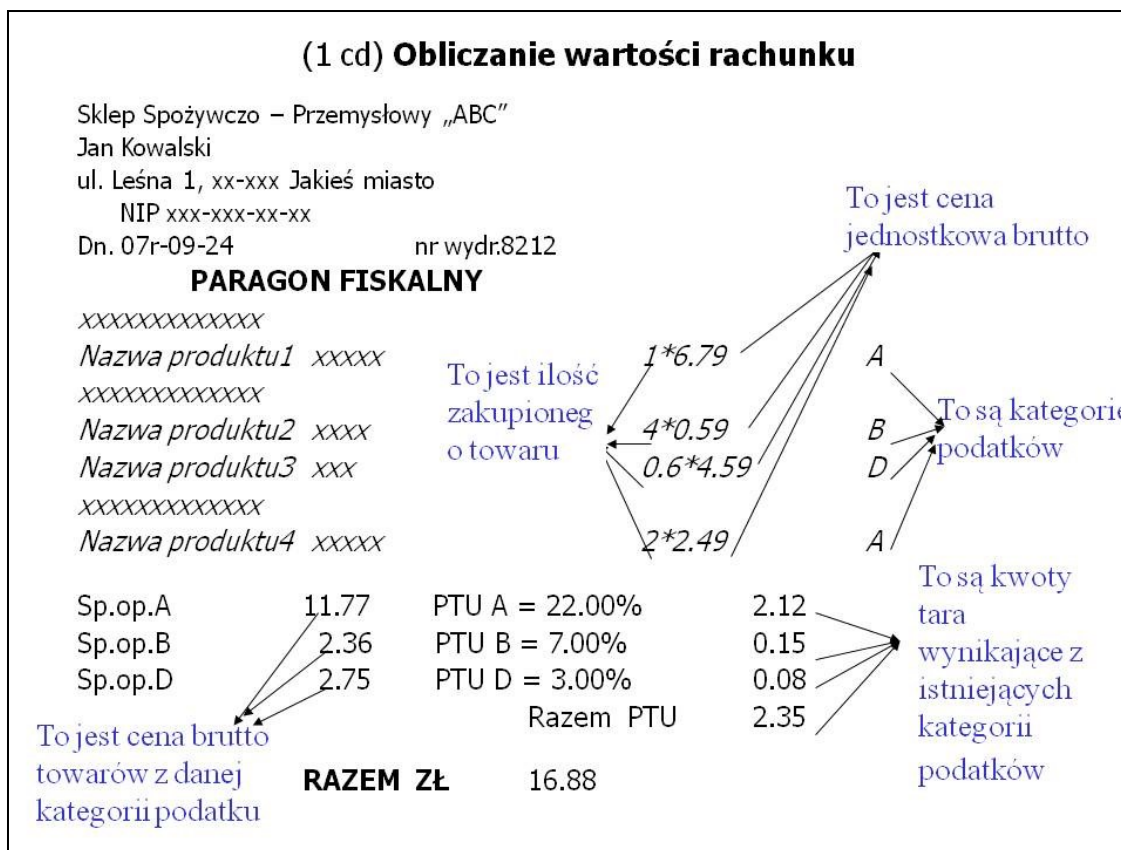 (1 cd) Obliczanie wartości rachunku
Sklep Spożywczo – Przemysłowy „ABC”
Jan Kowalski
ul. Leśna 1, xx-xxx Jakieś miasto
NIP xxx-xxx-xx-xx
Dn. 07r-09-24 nr wydr.8212
PARAGON FISKALNY
To jest cena
jednostkowa brutto
xxxxxxxxxxxxx
Nazwa produktu1 xxxxx 1*6.79 A
xxxxxxxxxxxxx
Nazwa produktu2 xxxx 4*0.59 B
Nazwa produktu3 xxx 0.6*4.59 D
xxxxxxxxxxxxx
Nazwa produktu4 xxxxx 2*2.49 A
To jest ilość
zakupioneg
o towaru
To są kategorie
podatków
Sp.op.A 11.77 PTU A = 22.00% 2.12
Sp.op.B 2.36 PTU B = 7.00% 0.15
Sp.op.D 2.75 PTU D = 3.00% 0.08
Razem PTU 2.35
To są kwoty
tara
wynikające z
istniejących
kategorii
podatków
To jest cena brutto
towarów z danej
kategorii podatku
RAZEM ZŁ 16.88